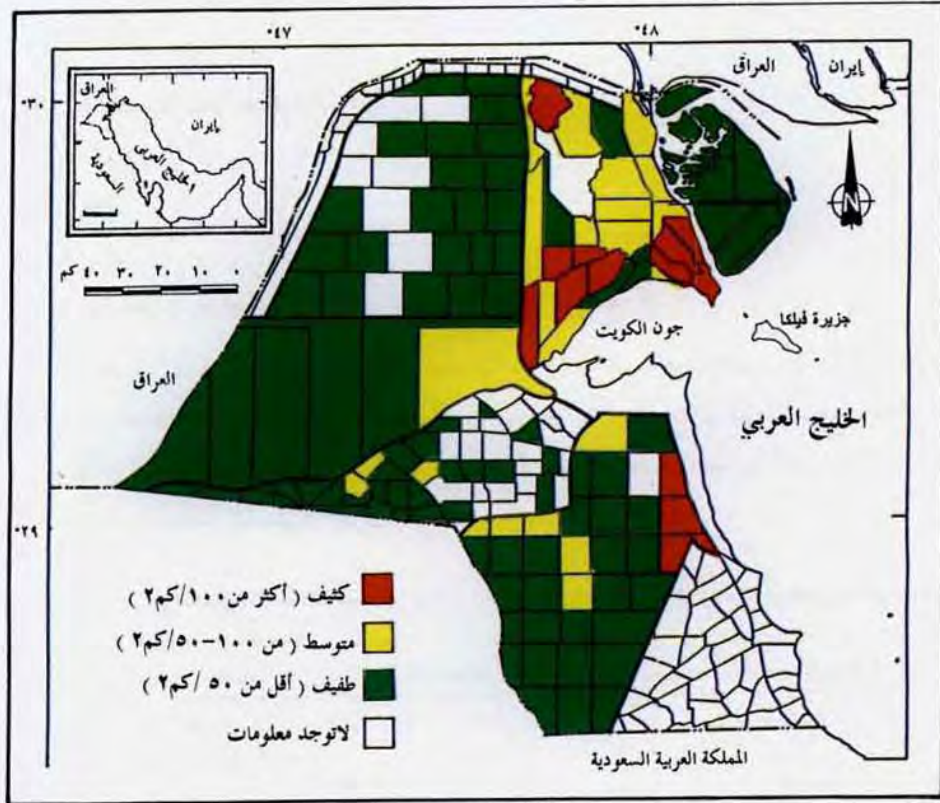 °٤٧
°٤٨
°٣٠
°٢٩
العراق
إيران
العراق
إيران
الخليج العربي
السعودية
كم ٤٠ ٣٠ ٢٠ ١٠ ٠
N
جزيرة فيلكا
جون الكويت
العراق
الخليج العربي
كثيف ( أكثر من ١٠٠/كم٢ )
متوسط ( من ١٠٠-٥٠/كم٢ )
طفيف ( أقل من ٥٠ /كم٢ )
لاتوجد معلومات
المملكة العربية السعودية